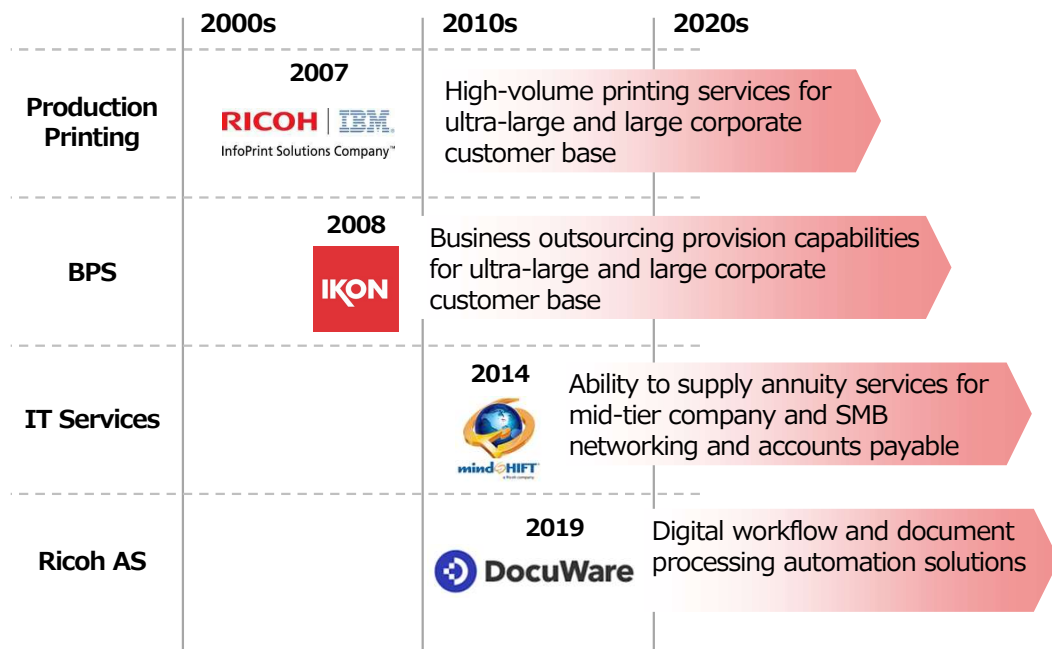 2000s
2010s
2020s
Production
Printing
2007
RICOH | IBM.
InfoPrint Solutions Company™
High-volume printing services for
ultra-large and large corporate
customer base
BPS
2008
IKON
Business outsourcing provision capabilities
for ultra-large and large corporate
customer base
IT Services
2014
mindSHIFT
a Ricoh company
Ability to supply annuity services for
mid-tier company and SMB
networking and accounts payable
Ricoh AS
2019
DocuWare
Digital workflow and document
processing automation solutions